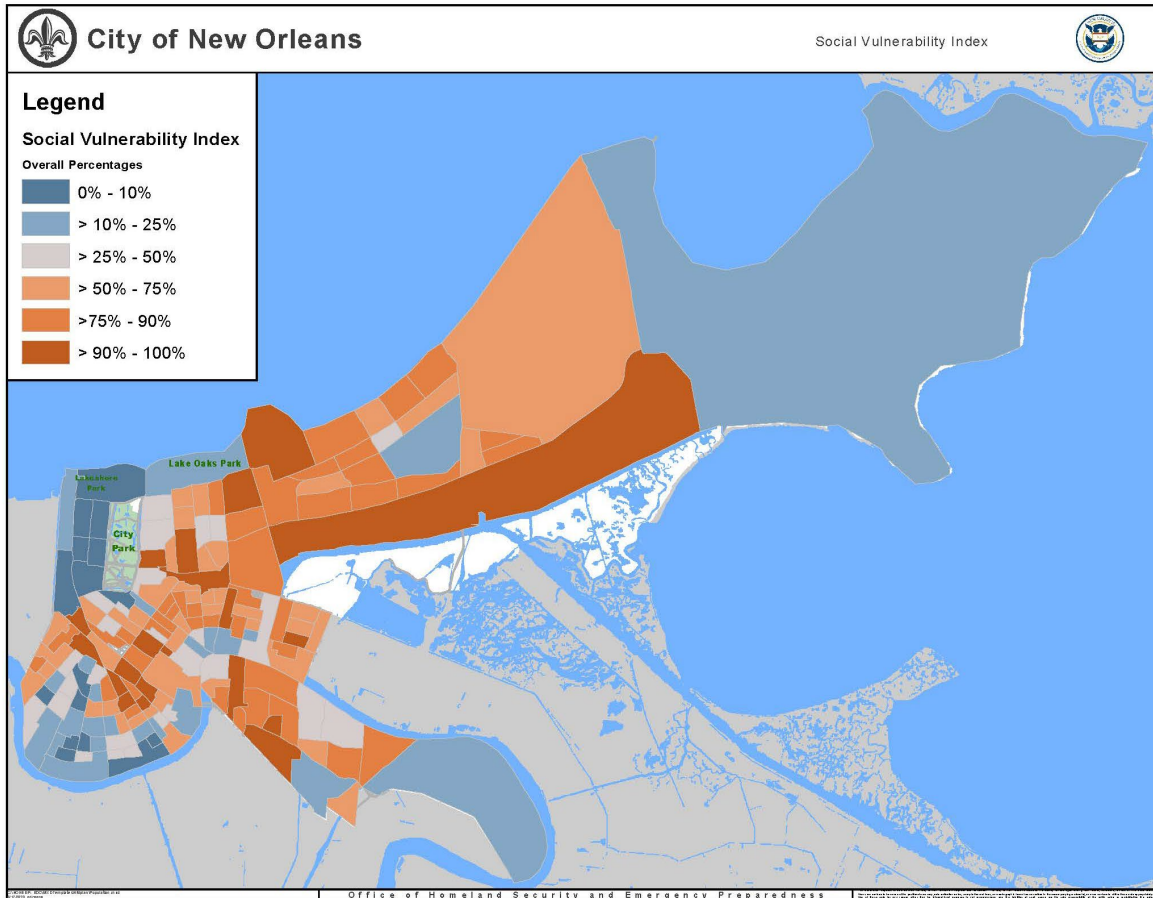 City of New Orleans
Social Vulnerability Index
Legend
Social Vulnerability Index
Overall Percentages
0% - 10%
> 10% - 25%
> 25% - 50%
> 50% - 75%
>75% - 90%
> 90% - 100%
Lake Oaks Park
Lakeshore
Park
City
Park
Office of Homeland Security and Emergency Preparedness